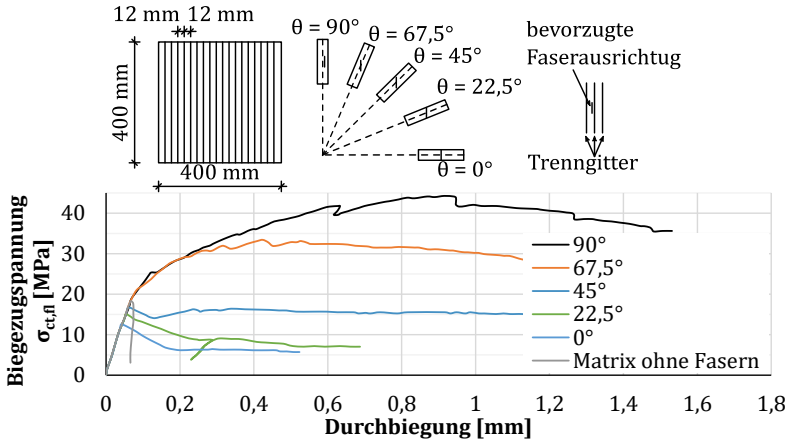 12 mm 12 mm
400 mm
400 mm
θ = 90°
θ = 67,5°
θ = 45°
θ = 22,5°
θ = 0°
bevorzugte
Faserausrichtug
Trenngitter
Biegezugspannung
σct,fl [MPa]
40
30
20
10
0
0
0,2
0,4
0,6
0,8
1
1,2
1,4
1,6
1,8
Durchbiegung [mm]
90°
67,5°
45°
22,5°
0°
Matrix ohne Fasern